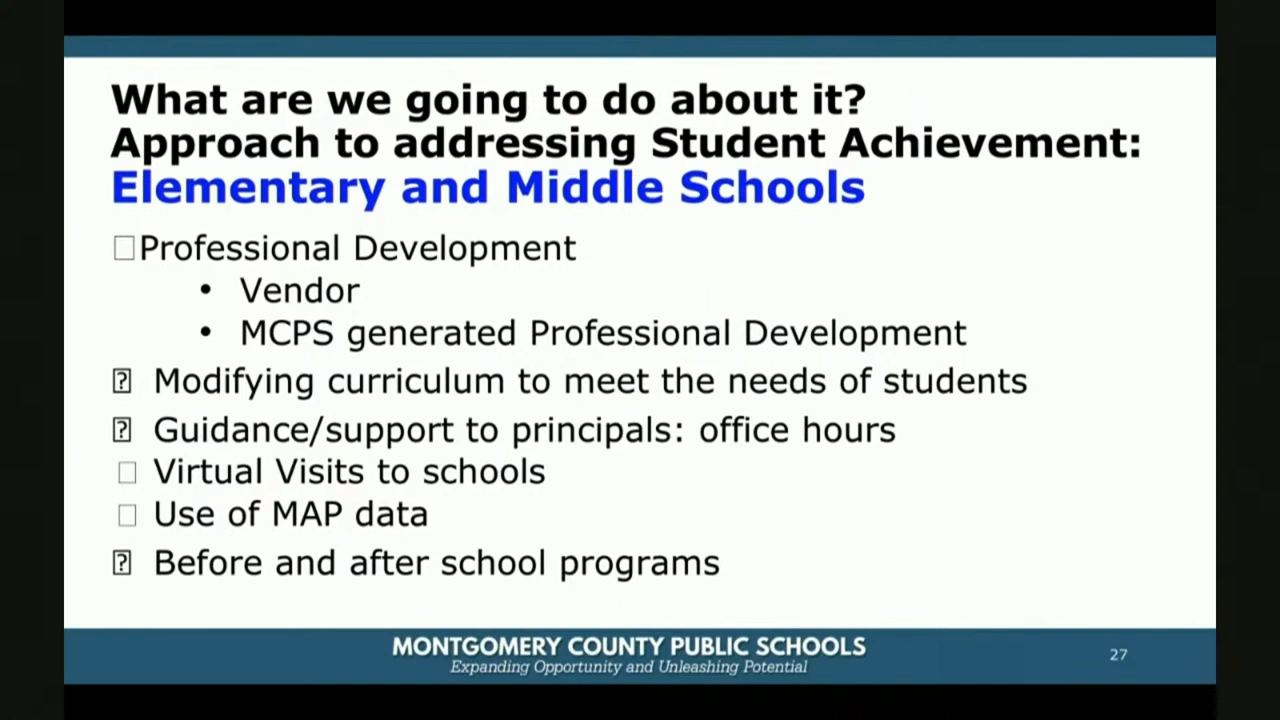 What are we going to do about it?
Approach to addressing Student Achievement:
Elementary and Middle Schools
□Professional Development
• Vendor
• MCPS generated Professional Development
⍰ Modifying curriculum to meet the needs of students
⍰ Guidance/support to principals: office hours
□ Virtual Visits to schools
□ Use of MAP data
⍰ Before and after school programs
MONTGOMERY COUNTY PUBLIC SCHOOLS
Expanding Opportunity and Unleashing Potential
27